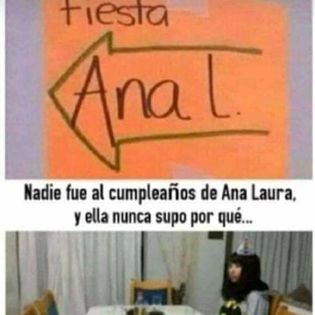 fiesta
Ana L.
Nadie fue al cumpleaños de Ana Laura,
y ella nunca supo por qué...